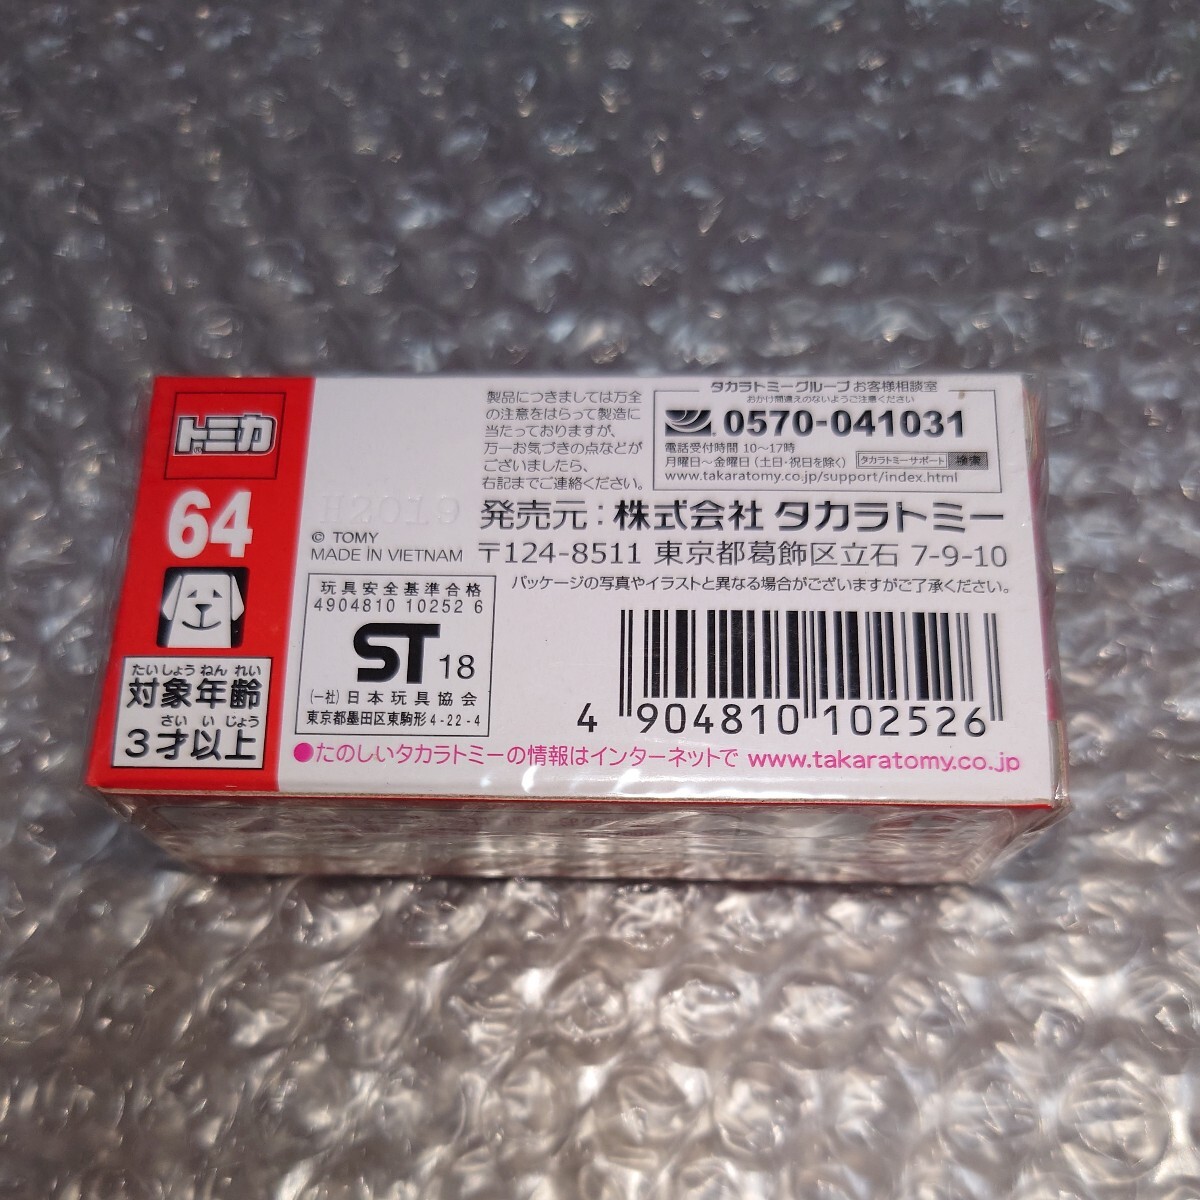 トミカ
64
たいしょうねんれい
対象年齢
さいいじょう
3才以上
H2019
© TOMY
MADE IN VIETNAM
玩具安全基準合格
4904810 10252 6
ST 18
(一社)日本玩具協会
東京都墨田区東駒形4-22-4
製品につきましては万全
の注意をはらって製造に
当たっておりますが、
万一お気づきの点などが
ございましたら、
右記までご連絡ください。
タカラトミーグループ お客様相談室
おかけ間違えのないようご注意ください
0570-041031
電話受付時間 10〜17時
月曜日〜金曜日(土日・祝日を除く)
タカラトミーサポート 検索
www.takaratomy.co.jp/support/index.html
発売元:株式会社 タカラトミー
〒124-8511 東京都葛飾区立石 7-9-10
パッケージの写真やイラストと異なる場合がございますがご了承ください。
4 904810 102526
●たのしいタカラトミーの情報はインターネットで www.takaratomy.co.jp